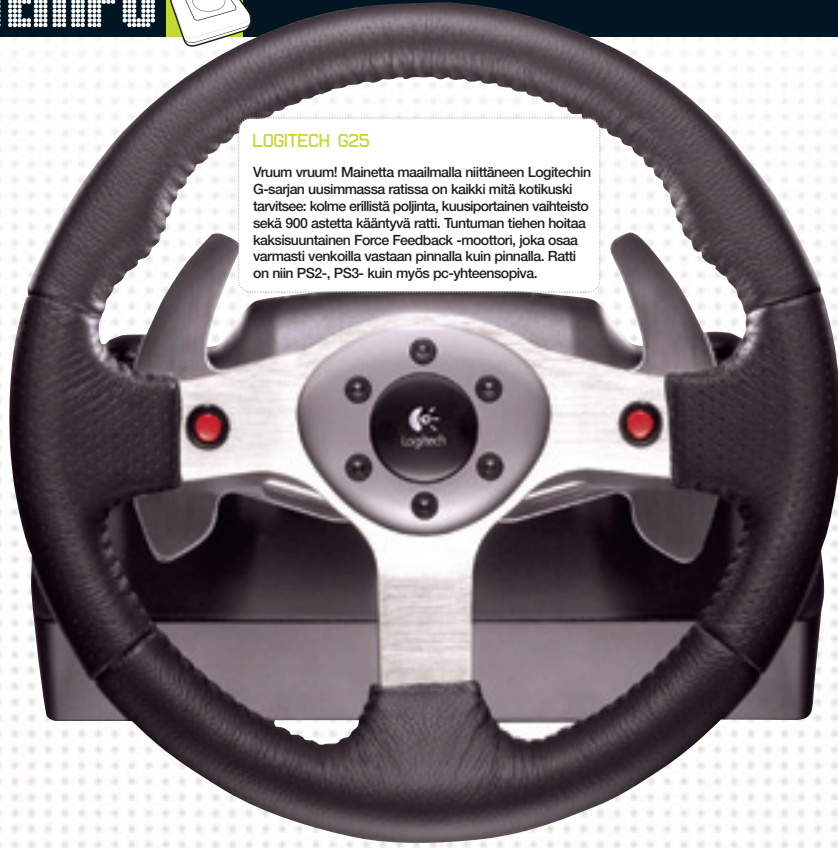 LOGITECH G25
Vruum vruum! Mainetta maailmalla niittäneen Logitechin
G-sarjan uusimmassa ratissa on kaikki mitä kotikuski
tarvitsee: kolme erillistä poljinta, kuusiportainen vaihteisto
sekä 900 astetta kääntyvä ratti. Tuntuman tiehen hoitaa
kaksisuuntainen Force Feedback -moottori, joka osaa
varmasti venkoilla vastaan pinnalla kuin pinnalla. Ratti
on niin PS2-, PS3- kuin myös pc-yhteensopiva.
Logitech